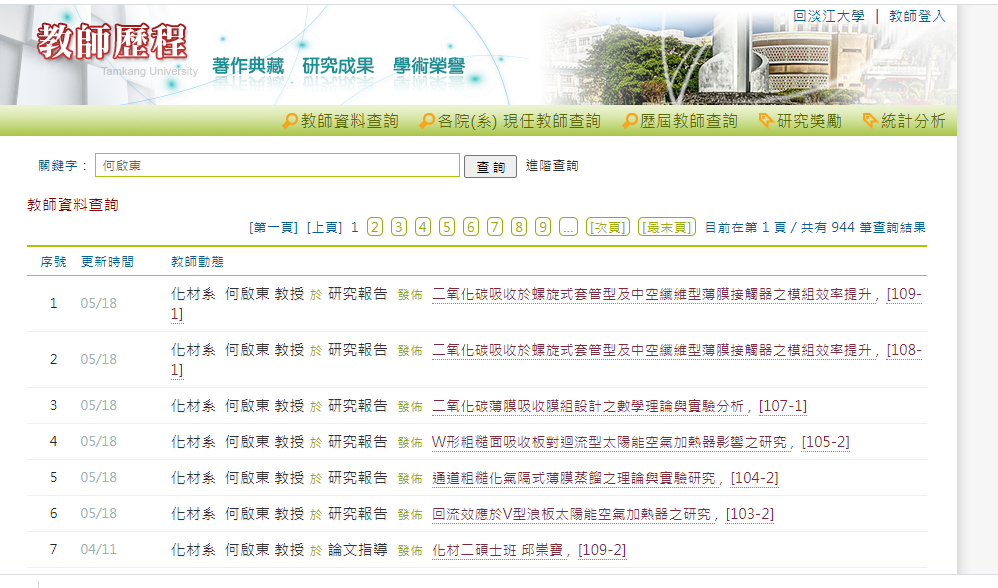 回淡江大學 | 教師登入
教師歷程
Tamkang University
著作典藏 研究成果 學術榮譽
教師資料查詢 各院(系) 現任教師查詢 歷屆教師查詢 研究獎勵 統計分析
關鍵字： 何啟東 查詢 進階查詢
教師資料查詢
[第一頁] [上頁] 1 2 3 4 5 6 7 8 9 ... [次頁] [最末頁] 目前在第 1 頁 / 共有 944 筆查詢結果
序號 更新時間 教師動態
1 05/18 化材系 何啟東 教授 於 研究報告 發佈 二氧化碳吸收於螺旋式套管型及中空纖維型薄膜接觸器之模組效率提升 , [109-
1]
2 05/18 化材系 何啟東 教授 於 研究報告 發佈 二氧化碳吸收於螺旋式套管型及中空纖維型薄膜接觸器之模組效率提升 , [108-
1]
3 05/18 化材系 何啟東 教授 於 研究報告 發佈 二氧化碳薄膜吸收膜組設計之數學理論與實驗分析 , [107-1]
4 05/18 化材系 何啟東 教授 於 研究報告 發佈 W形粗糙面吸收板對迴流型太陽能空氣加熱器影響之研究 , [105-2]
5 05/18 化材系 何啟東 教授 於 研究報告 發佈 通道粗糙化氣隔式薄膜蒸餾之理論與實驗研究 , [104-2]
6 05/18 化材系 何啟東 教授 於 研究報告 發佈 回流效應於V型浪板太陽能空氣加熱器之研究 , [103-2]
7 04/11 化材系 何啟東 教授 於 論文指導 發佈 化材二碩士班 邱崇寶 , [109-2]